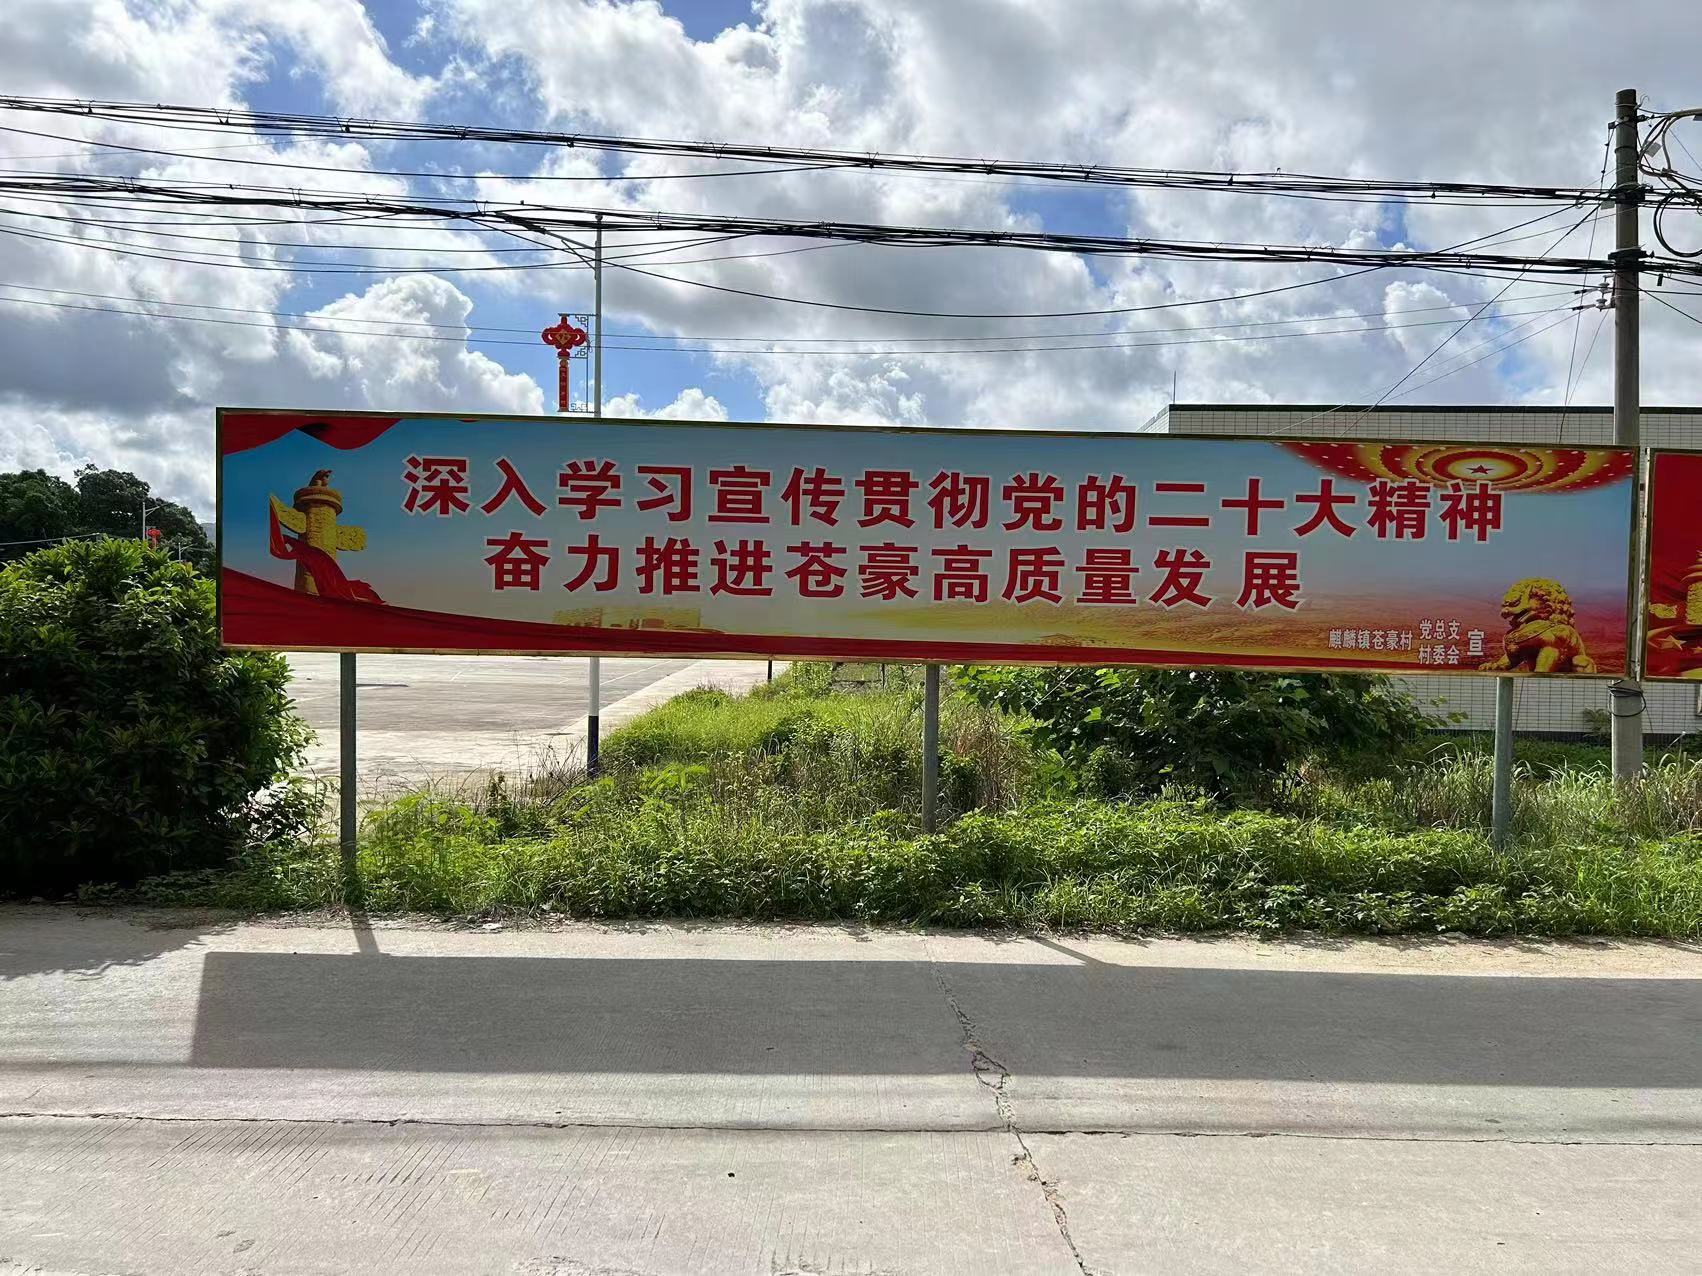 深入学习宣传贯彻党的二十大精神
奋力推进苍豪高质量发展
麒麟镇苍豪村 党总支 村委会 宣